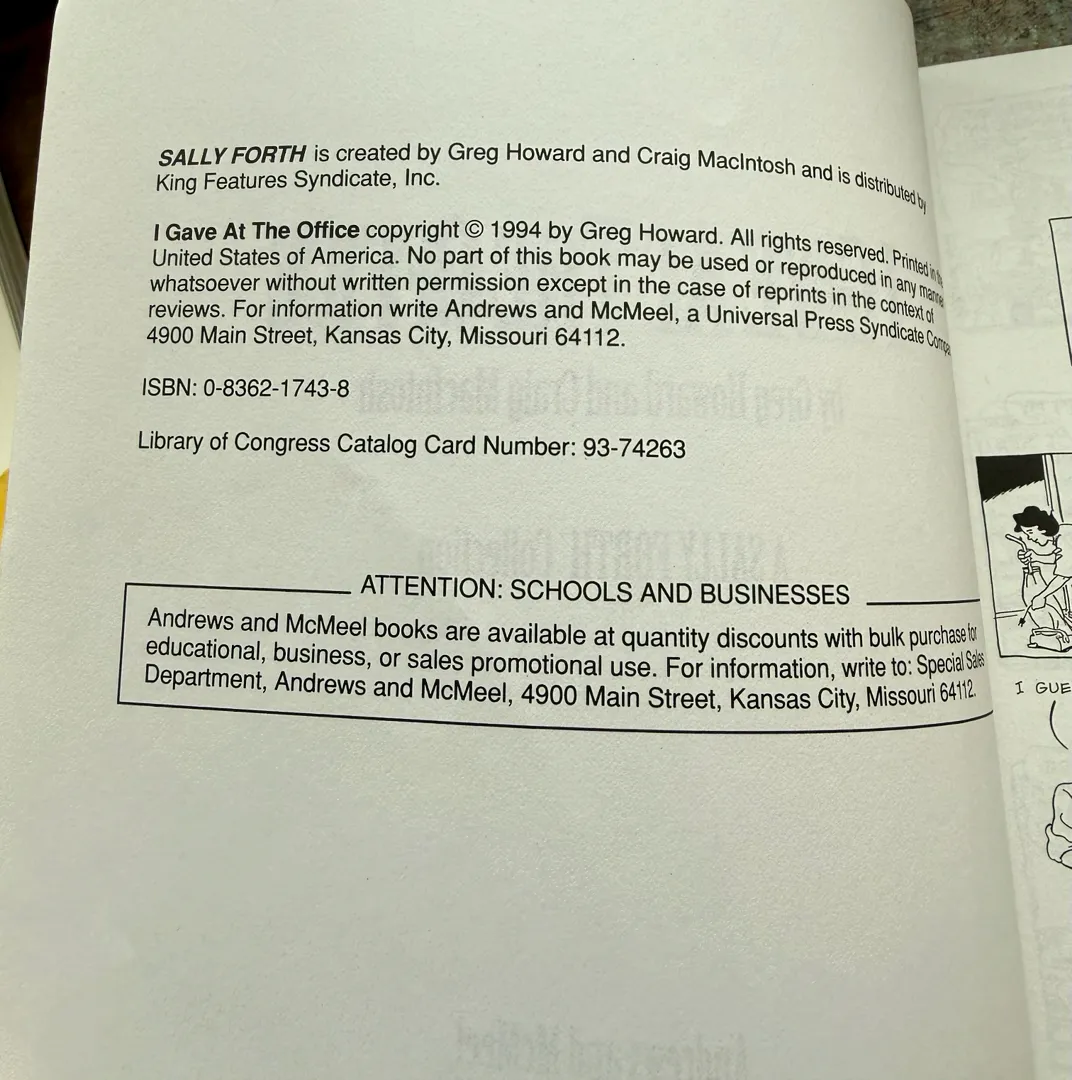 SALLY FORTH is created by Greg Howard and Craig MacIntosh and is distributed by
King Features Syndicate, Inc.
I Gave At The Office copyright © 1994 by Greg Howard. All rights reserved. Printed in the
United States of America. No part of this book may be used or reproduced in any manner
whatsoever without written permission except in the case of reprints in the context of
reviews. For information write Andrews and McMeel, a Universal Press Syndicate Compa
4900 Main Street, Kansas City, Missouri 64112.
ISBN: 0-8362-1743-8
Library of Congress Catalog Card Number: 93-74263
ATTENTION: SCHOOLS AND BUSINESSES
Andrews and McMeel books are available at quantity discounts with bulk purchase for
educational, business, or sales promotional use. For information, write to: Special Sales
Department, Andrews and McMeel, 4900 Main Street, Kansas City, Missouri 64112.
I GUE